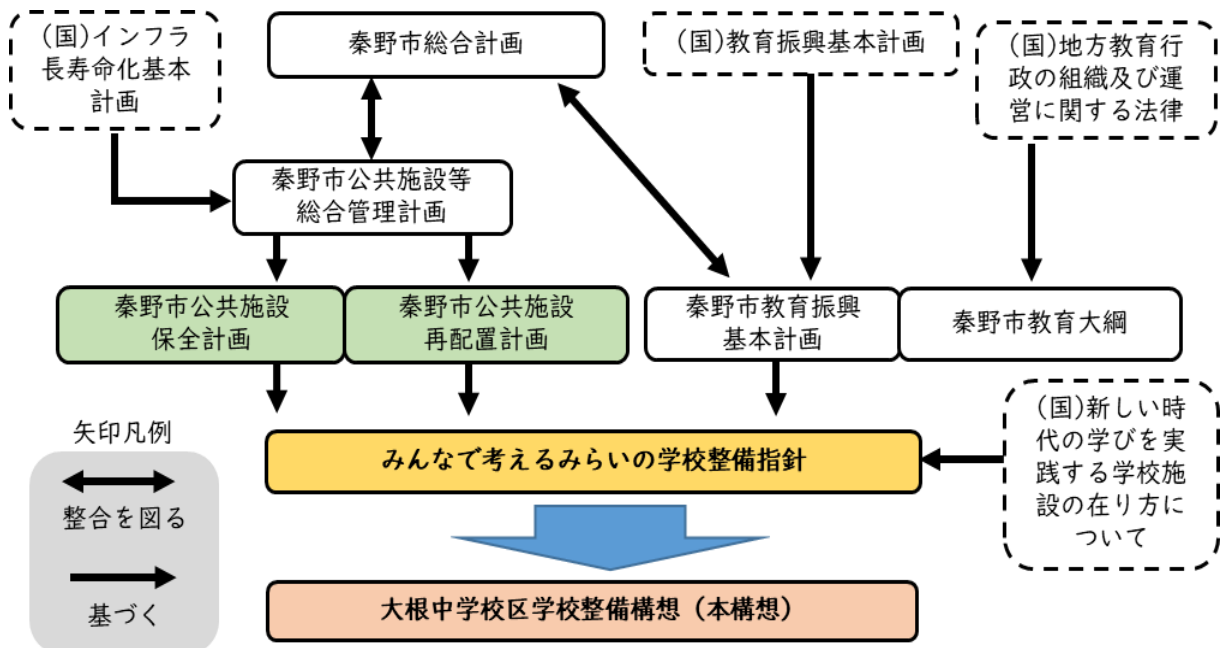 (国)インフラ
長寿命化基本
計画
秦野市総合計画
(国)教育振興基本計画
(国)地方教育行
政の組織及び運
営に関する法律
秦野市公共施設等
総合管理計画
秦野市公共施設
保全計画
秦野市公共施設
再配置計画
秦野市教育振興
基本計画
秦野市教育大綱
矢印凡例
整合を図る
基づく
みんなで考えるみらいの学校整備指針
(国)新しい時
代の学びを実
践する学校施
設の在り方に
ついて
大根中学校区学校整備構想（本構想）